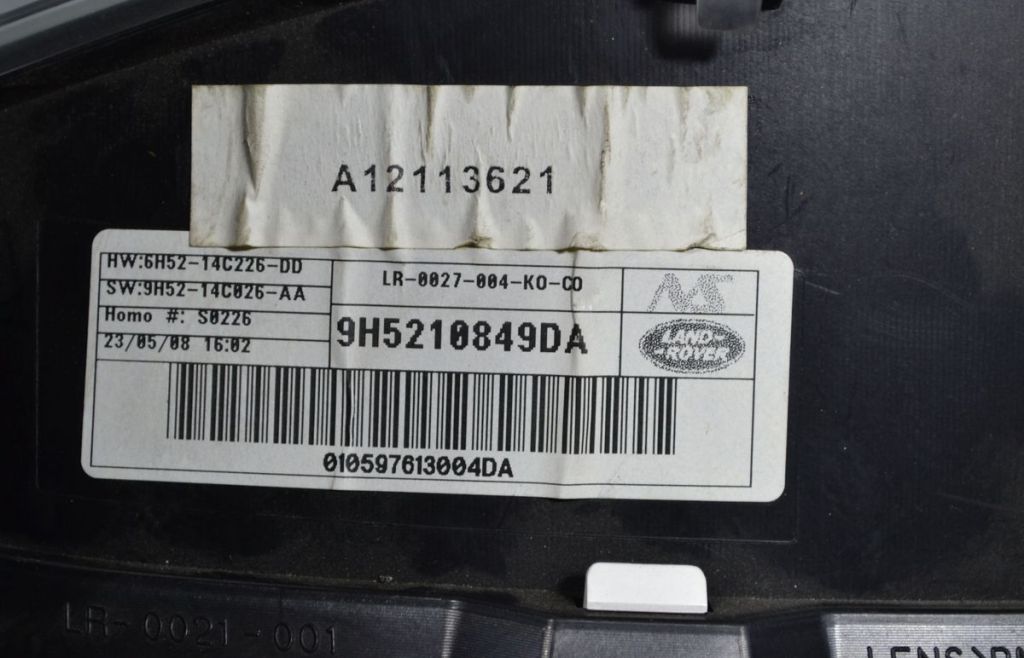 A12113621
HW:6H52-14C226-DD
SW:9H52-14C026-AA
Homo #: S0226
23/05/08 16:02
LR-0027-004-KO-CO
9H5210849DA
LAND
ROVER
010597613004DA
LR-0021-001